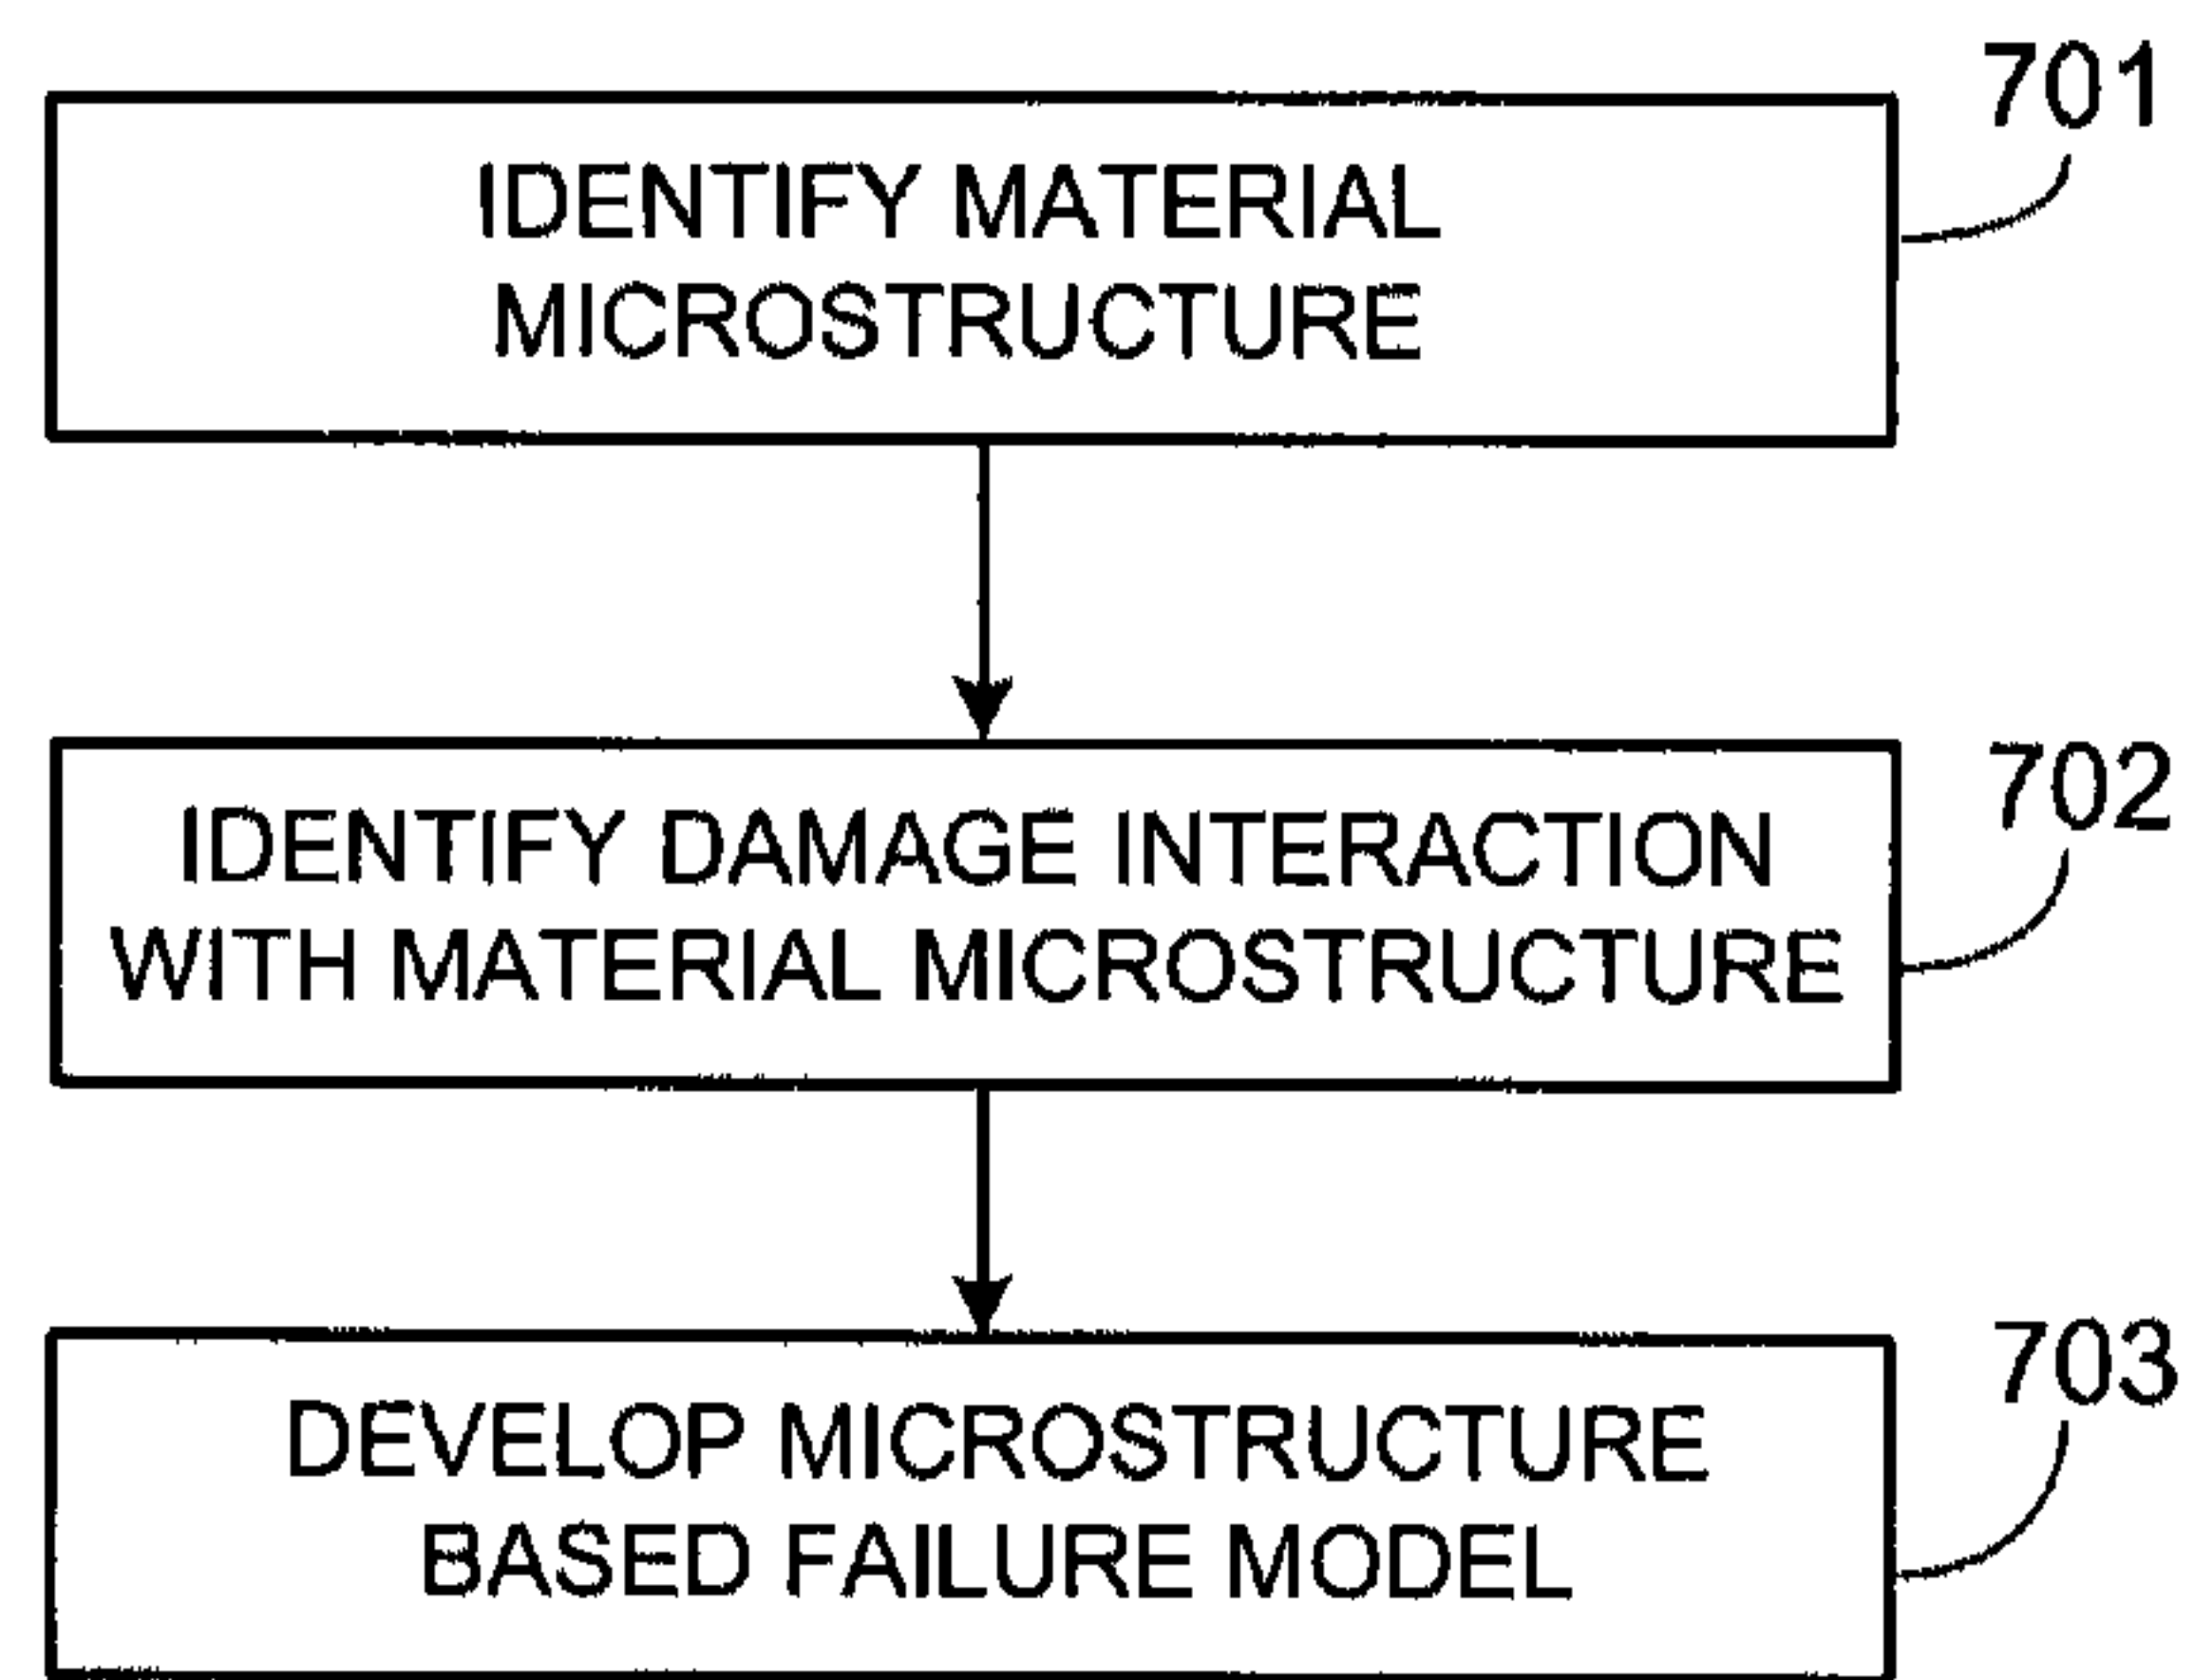 701
IDENTIFY MATERIAL
MICROSTRUCTURE
702
IDENTIFY DAMAGE INTERACTION
WITH MATERIAL MICROSTRUCTURE
703
DEVELOP MICROSTRUCTURE
BASED FAILURE MODEL